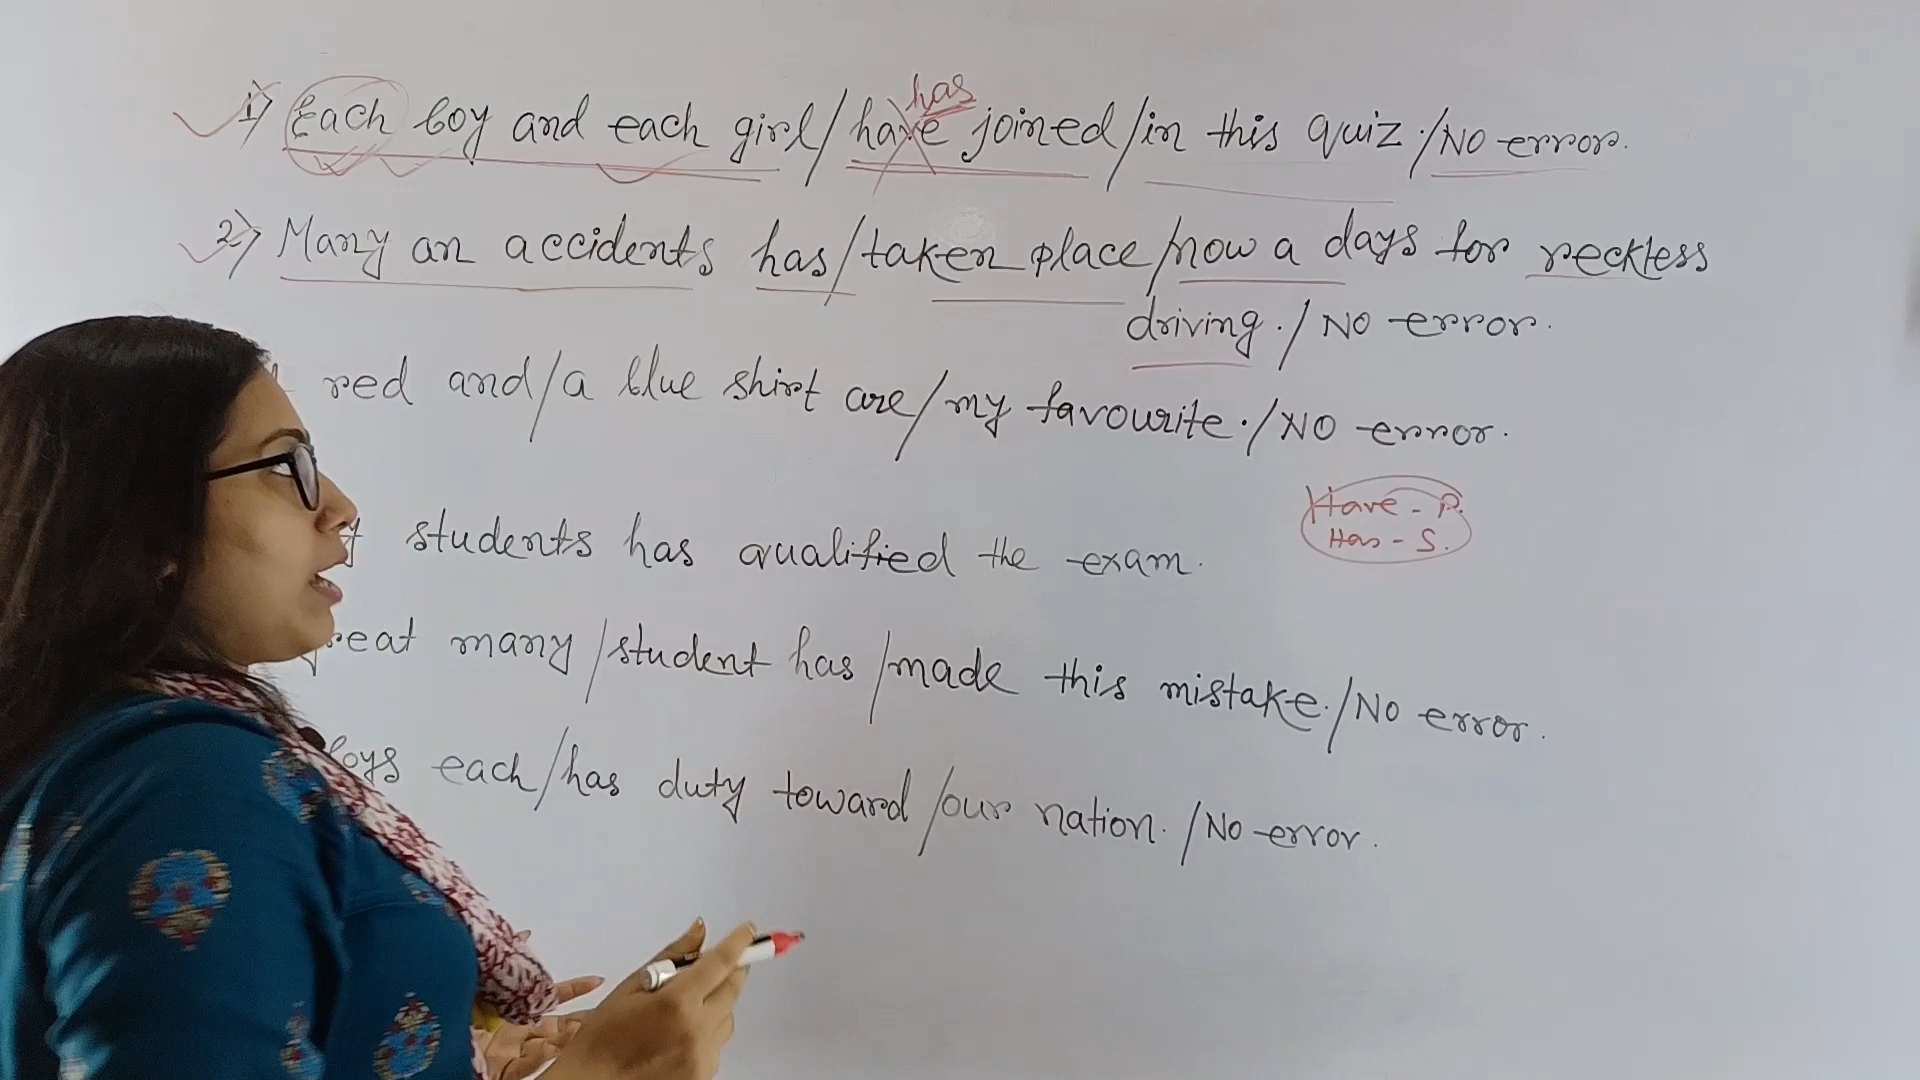 has
1) Each boy and each girl/have joined/in this quiz./No error.
2) Many an accidents has/taken place/now a days for reckless
driving./No error.
red and/a blue shirt are/my favourite./No error.
Have - P.
Has - S.
students has qualified the exam.
many/student has/made this mistake./No error.
each/has duty toward/our nation./No error.